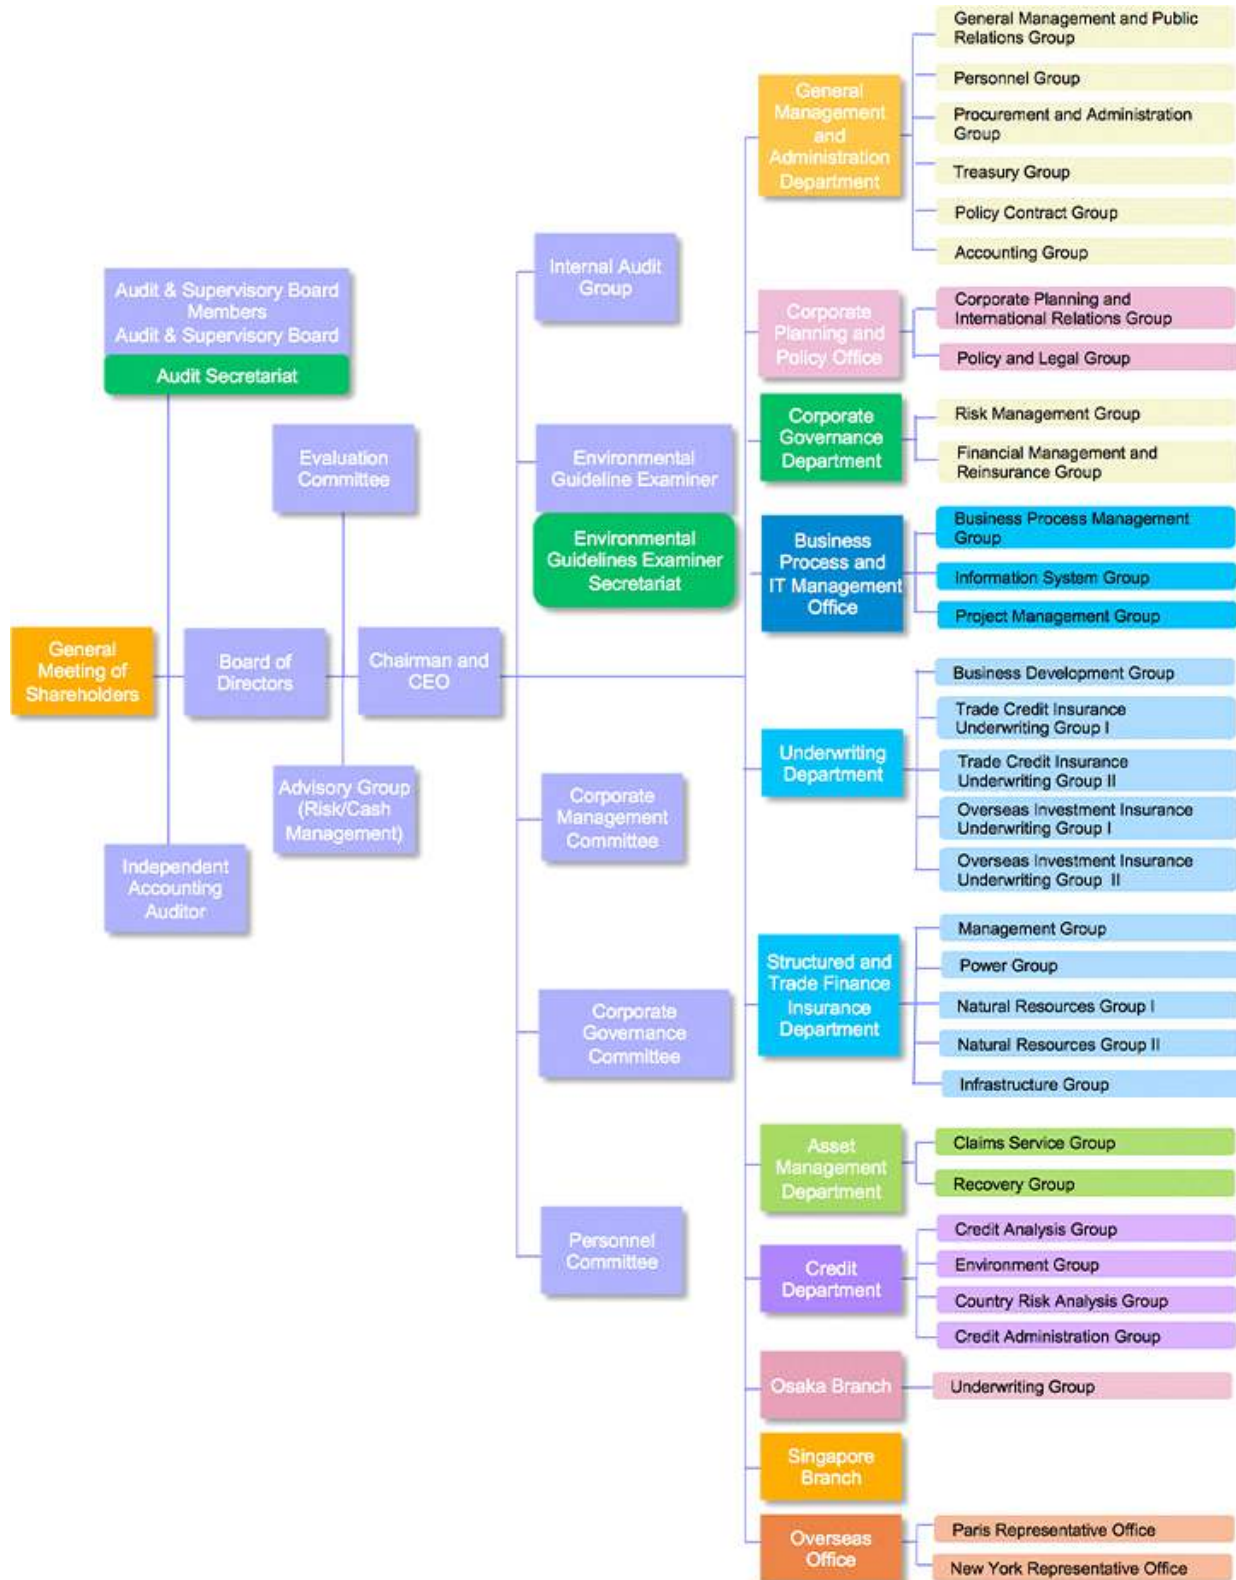 General Meeting of
Shareholders
Audit & Supervisory Board
Members
Audit & Supervisory Board
Audit Secretariat
Independent
Accounting
Auditor
Board of
Directors
Evaluation
Committee
Advisory Group
(Risk/Cash
Management)
Chairman and
CEO
Internal Audit
Group
Environmental
Guideline Examiner
Environmental
Guidelines Examiner
Secretariat
Corporate
Management
Committee
Corporate
Governance
Committee
Personnel
Committee
General
Management
and
Administration
Department
General Management and Public
Relations Group
Personnel Group
Procurement and Administration
Group
Treasury Group
Policy Contract Group
Accounting Group
Corporate
Planning and
Policy Office
Corporate Planning and
International Relations Group
Policy and Legal Group
Corporate
Governance
Department
Risk Management Group
Financial Management and
Reinsurance Group
Business
Process and
IT Management
Office
Business Process Management
Group
Information System Group
Project Management Group
Underwriting
Department
Business Development Group
Trade Credit Insurance
Underwriting Group I
Trade Credit Insurance
Underwriting Group II
Overseas Investment Insurance
Underwriting Group I
Overseas Investment Insurance
Underwriting Group II
Structured and
Trade Finance
Insurance
Department
Management Group
Power Group
Natural Resources Group I
Natural Resources Group II
Infrastructure Group
Asset
Management
Department
Claims Service Group
Recovery Group
Credit
Department
Credit Analysis Group
Environment Group
Country Risk Analysis Group
Credit Administration Group
Osaka Branch
Underwriting Group
Singapore
Branch
Overseas
Office
Paris Representative Office
New York Representative Office